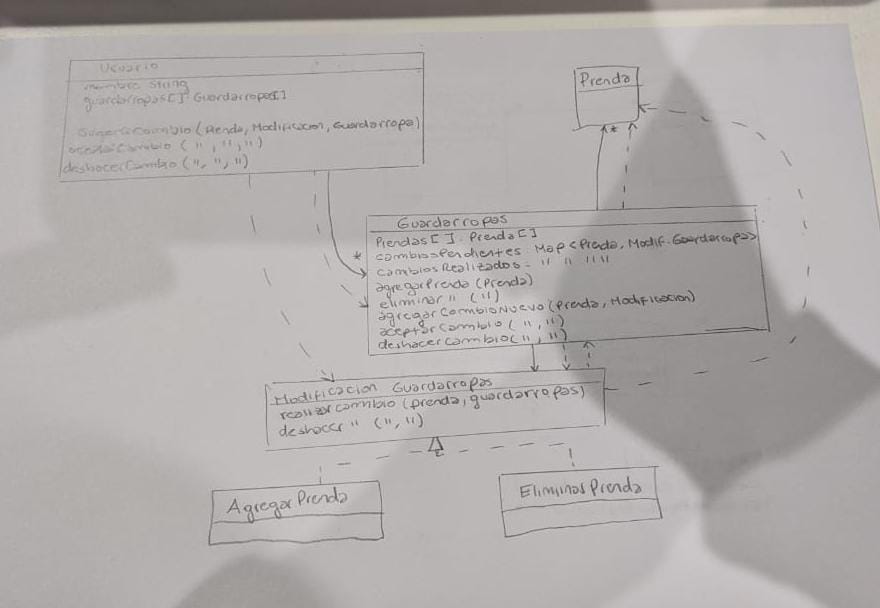 Usuario
nombre String
guardarropas[] Guardarropas[]
SugerirCambio (Prenda, Modificacion, Guardarropa)
aceptarCambio (", ", ")
deshacerCambio (", ", ")
Prenda
*
Guardarropas
Prendas[]. Prenda[]
*
cambiosPendientes Map<Prenda, Modif. Guardarropas>
cambiosRealizados = " " " "
agregarPrenda (Prenda)
eliminar " (")
agregarCambioNuevo (Prenda, Modificacion)
aceptarCambio (", ")
deshacerCambio (", ")
Modificacion Guardarropas
realizarcambio (prenda, guardarropas)
deshacer " (", ")
AgregarPrenda
EliminarPrenda